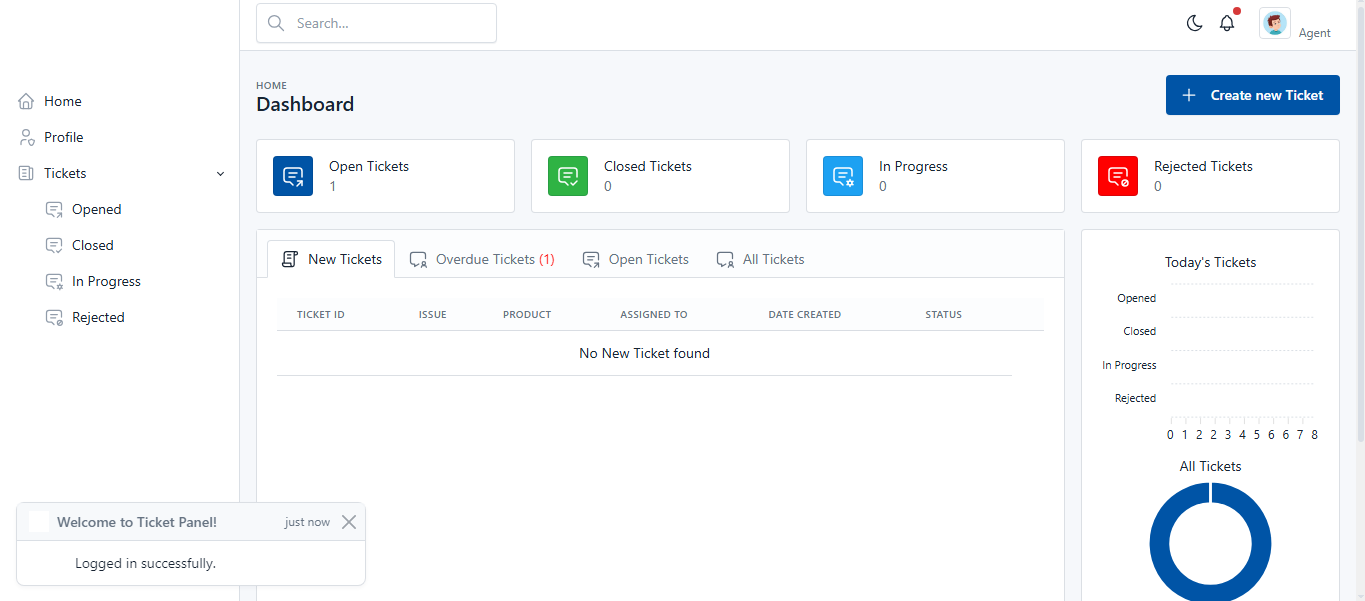 Search...
Agent
Home
Profile
Tickets
Opened
Closed
In Progress
Rejected
HOME
Dashboard
Create new Ticket
Open Tickets
1
Closed Tickets
0
In Progress
0
Rejected Tickets
0
New Tickets
Overdue Tickets (1)
Open Tickets
All Tickets
TICKET ID ISSUE PRODUCT ASSIGNED TO DATE CREATED STATUS
No New Ticket found
Today's Tickets
Opened
Closed
In Progress
Rejected
0 1 2 2 3 4 5 6 6 7 8
All Tickets
Welcome to Ticket Panel! just now
Logged in successfully.